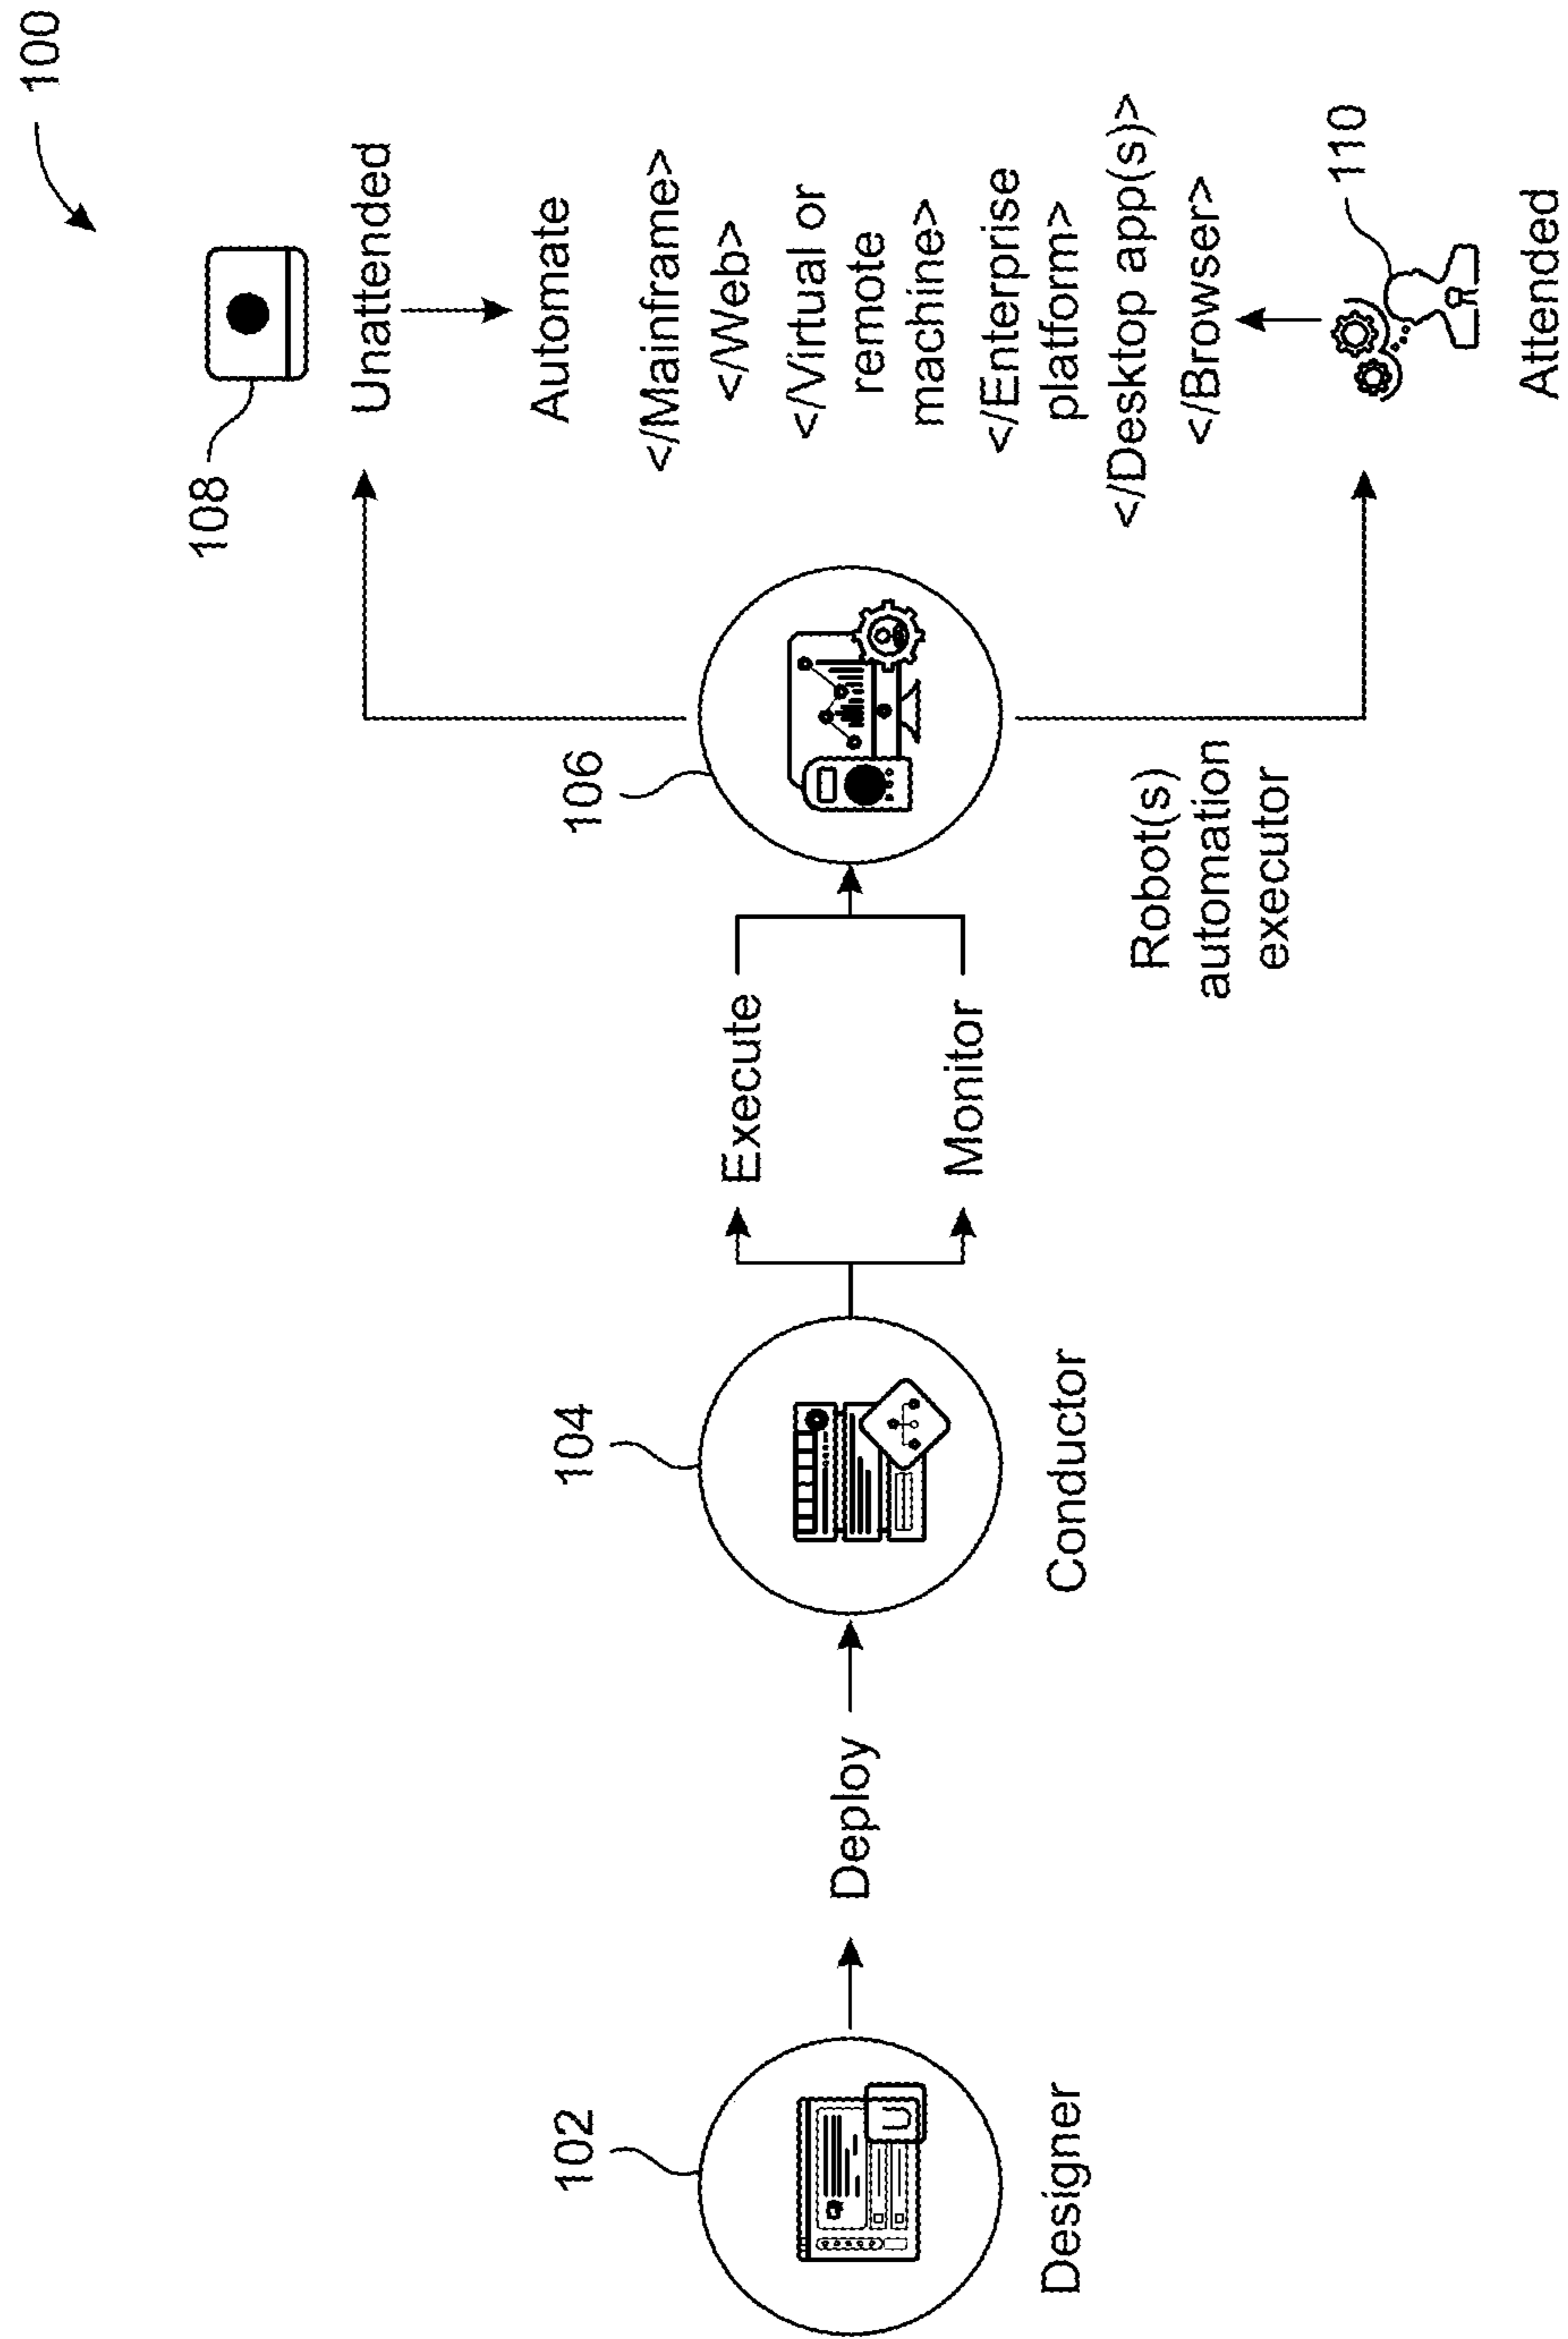 100
108
Unattended
Automate
</Mainframe>
</Web>
</Virtual or
remote
machine>
</Enterprise
platform>
</Desktop app(s)>
</Browser>
110
Attended
106
Robot(s)
automation
executor
Execute
Monitor
104
Conductor
Deploy
102
Designer